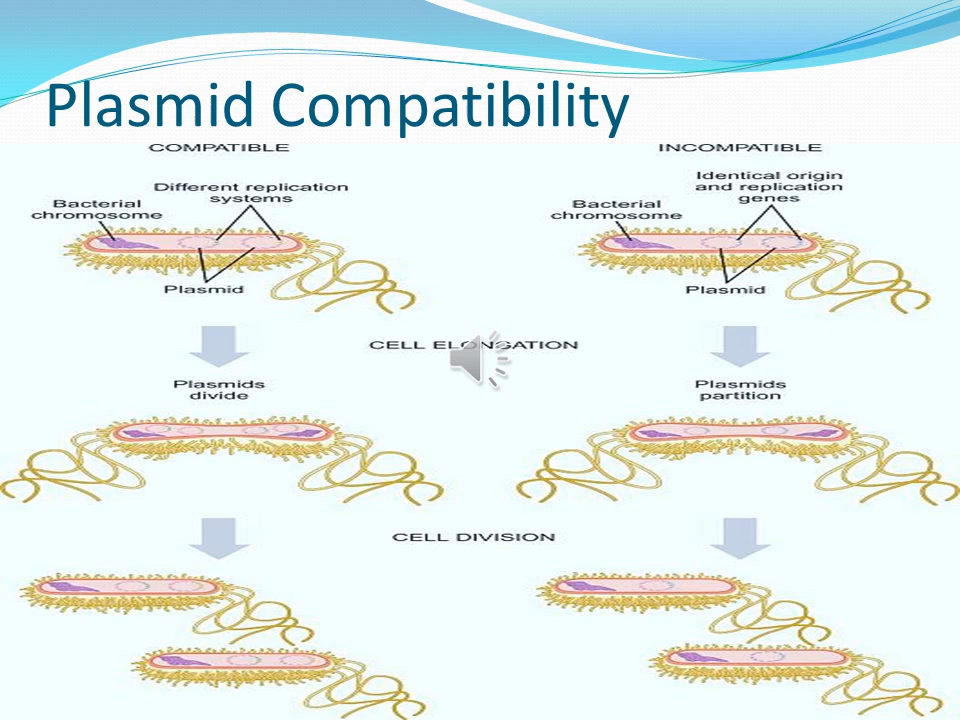 Plasmid Compatibility
COMPATIBLE
Different replication
systems
Bacterial
chromosome
Plasmid
INCOMPATIBLE
Identical origin
and replication
genes
Bacterial
chromosome
Plasmid
CELL ELONGATION
Plasmids
divide
Plasmids
partition
CELL DIVISION